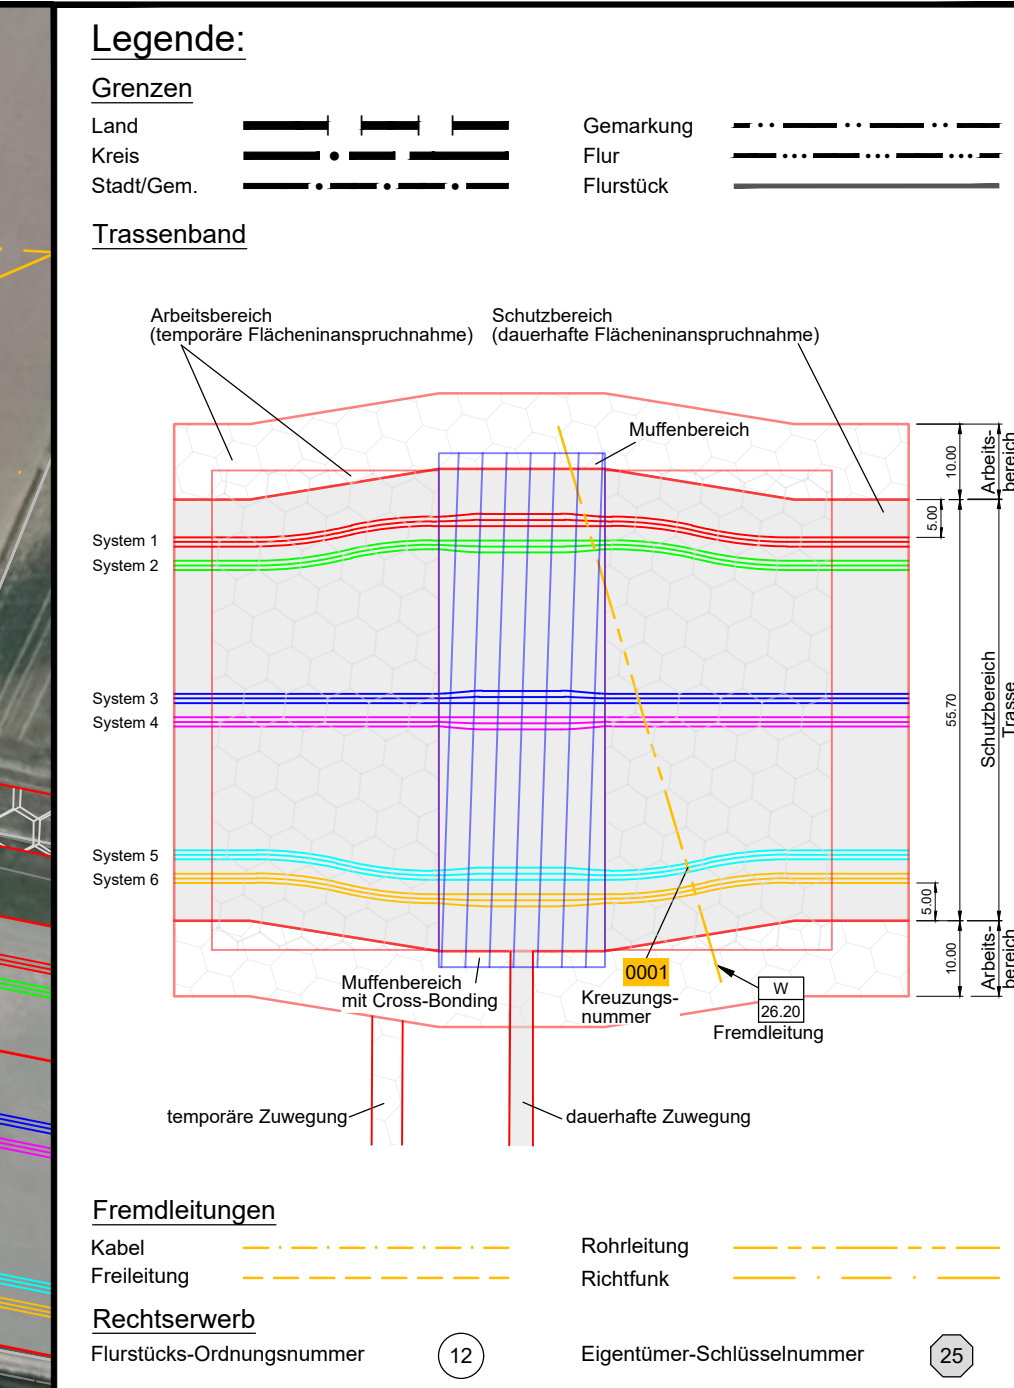 Legende:
Grenzen
Land
Kreis
Stadt/Gem.
Gemarkung
Flur
Flurstück
Trassenband
Arbeitsbereich
(temporäre Flächeninanspruchnahme)
Schutzbereich
(dauerhafte Flächeninanspruchnahme)
Muffenbereich
System 1
System 2
System 3
System 4
System 5
System 6
10.00
Arbeits-
bereich
5.00
55.70
Schutzbereich
Trasse
5.00
10.00
Arbeits-
bereich
Muffenbereich
mit Cross-Bonding
0001
Kreuzungs-
nummer
W
26.20
Fremdleitung
temporäre Zuwegung
dauerhafte Zuwegung
Fremdleitungen
Kabel
Freileitung
Rohrleitung
Richtfunk
Rechtserwerb
Flurstücks-Ordnungsnummer
12
Eigentümer-Schlüsselnummer
25